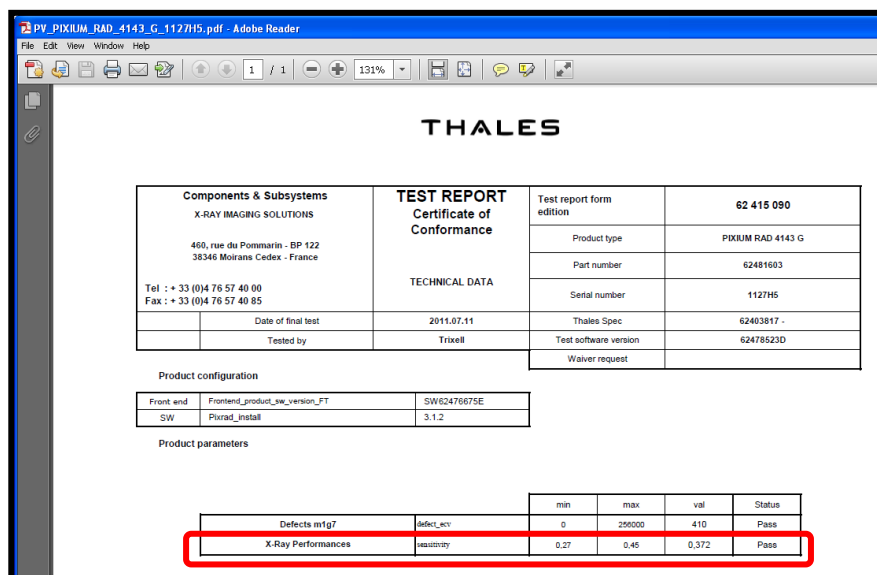 PV_PIXIUM_RAD_4143_G_1127H5.pdf - Adobe Reader
File Edit View Window Help
1 / 1 131%
THALES
Components & Subsystems
X-RAY IMAGING SOLUTIONS
460, rue du Pommarin - BP 122
38346 Moirans Cedex - France
Tel : + 33 (0)4 76 57 40 00
Fax : + 33 (0)4 76 57 40 85
TEST REPORT
Certificate of
Conformance
TECHNICAL DATA
Test report form
edition
62 415 090
Product type PIXIUM RAD 4143 G
Part number 62481603
Serial number 1127H5
Date of final test 2011.07.11 Thales Spec 62403817 -
Tested by Trixell Test software version 62478523D
Waiver request
Product configuration
Front end Frontend_product_sw_version_FT SW62476675E
SW Pixrad_install 3.1.2
Product parameters
min max val Status
Defects m1g7 defect_ecv 0 256000 410 Pass
X-Ray Performances sensitivity 0,27 0,45 0,372 Pass